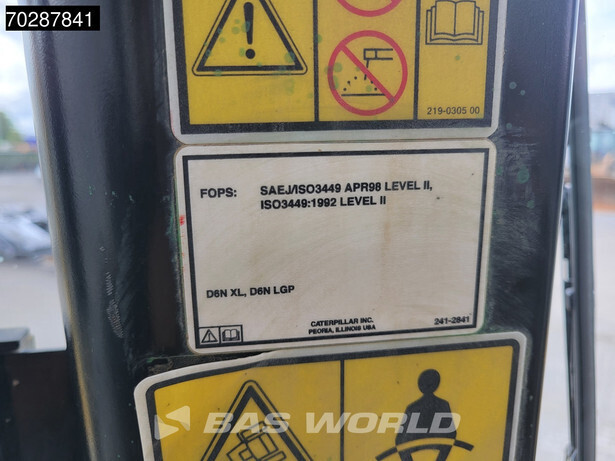 70287841
219-0305 00
FOPS: SAEJ/ISO3449 APR98 LEVEL II,
ISO3449:1992 LEVEL II
D6N XL, D6N LGP
CATERPILLAR INC.
PEORIA, ILLINOIS USA
241-2841
BAS WORLD